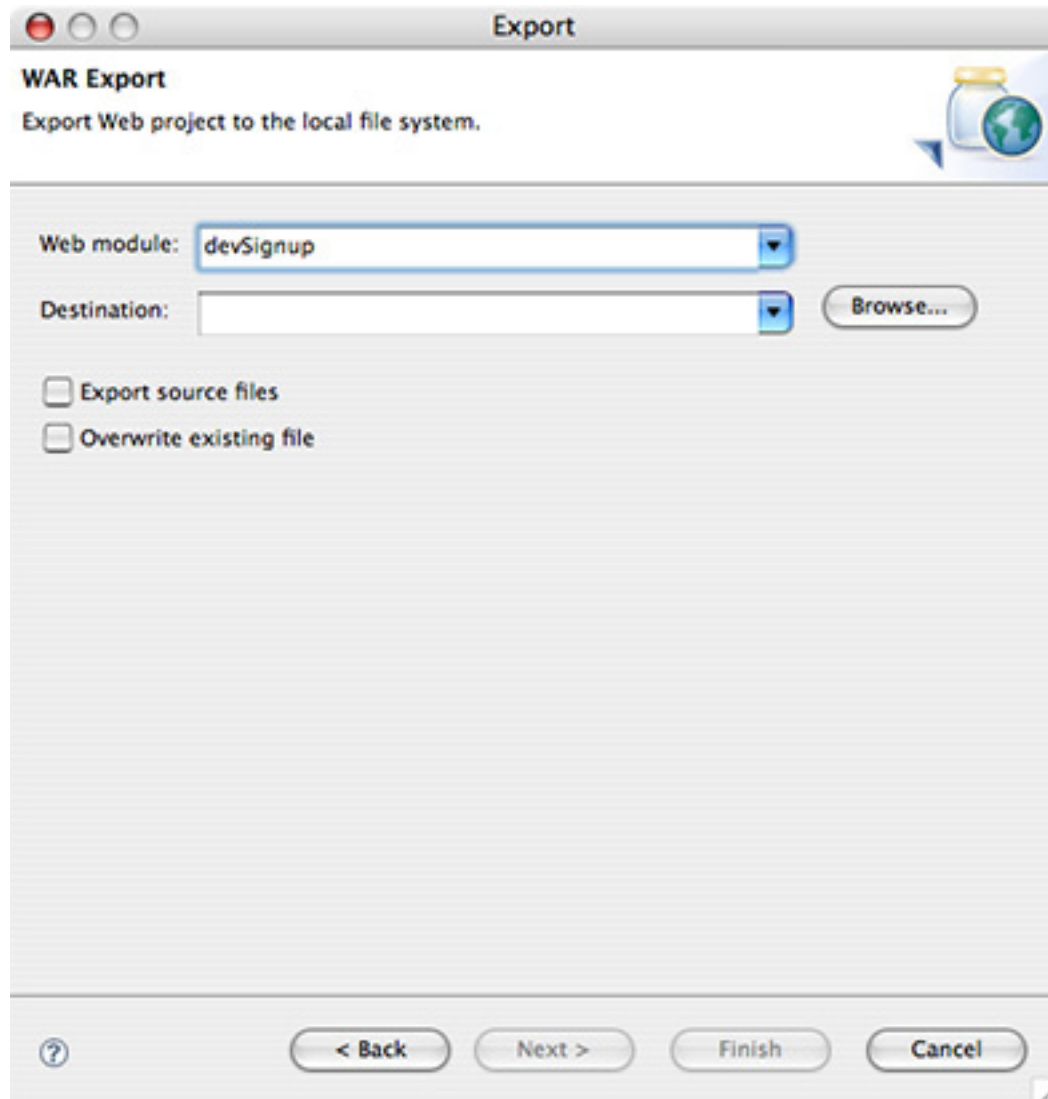 Export
WAR Export
Export Web project to the local file system.
Web module: devSignup
Destination: Browse...
Export source files
Overwrite existing file
? < Back Next > Finish Cancel